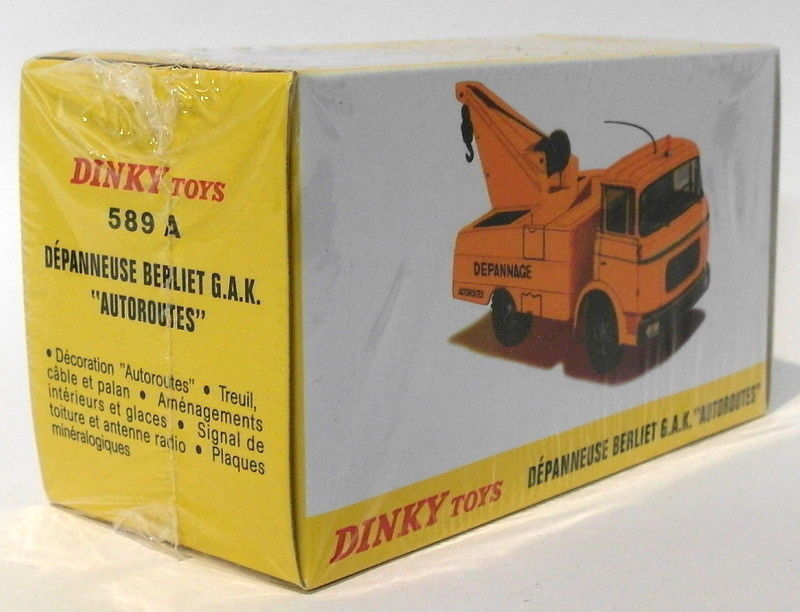 DINKY TOYS
589 A
DÉPANNEUSE BERLIET G.A.K.
"AUTOROUTES"
• Décoration "Autoroutes" • Treuil,
câble et palan • Aménagements
intérieurs et glaces • Signal de
toiture et antenne radio • Plaques
minéralogiques
DEPANNAGE
AUTOROUTES
DINKY TOYS DÉPANNEUSE BERLIET G.A.K. "AUTOROUTES"